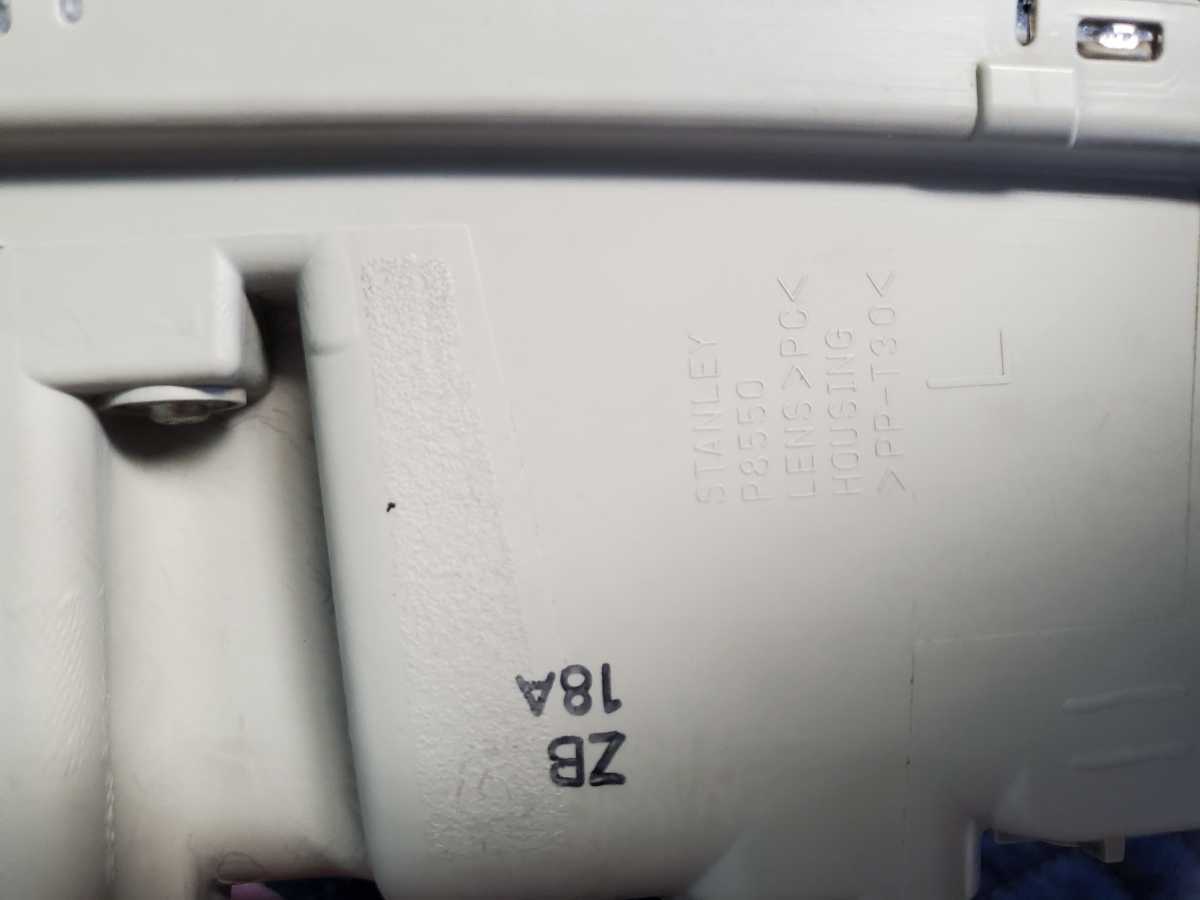 STANLEY
P8550
LENS >PC<
HOUSING
>PP-T30<
L
ZB
18A